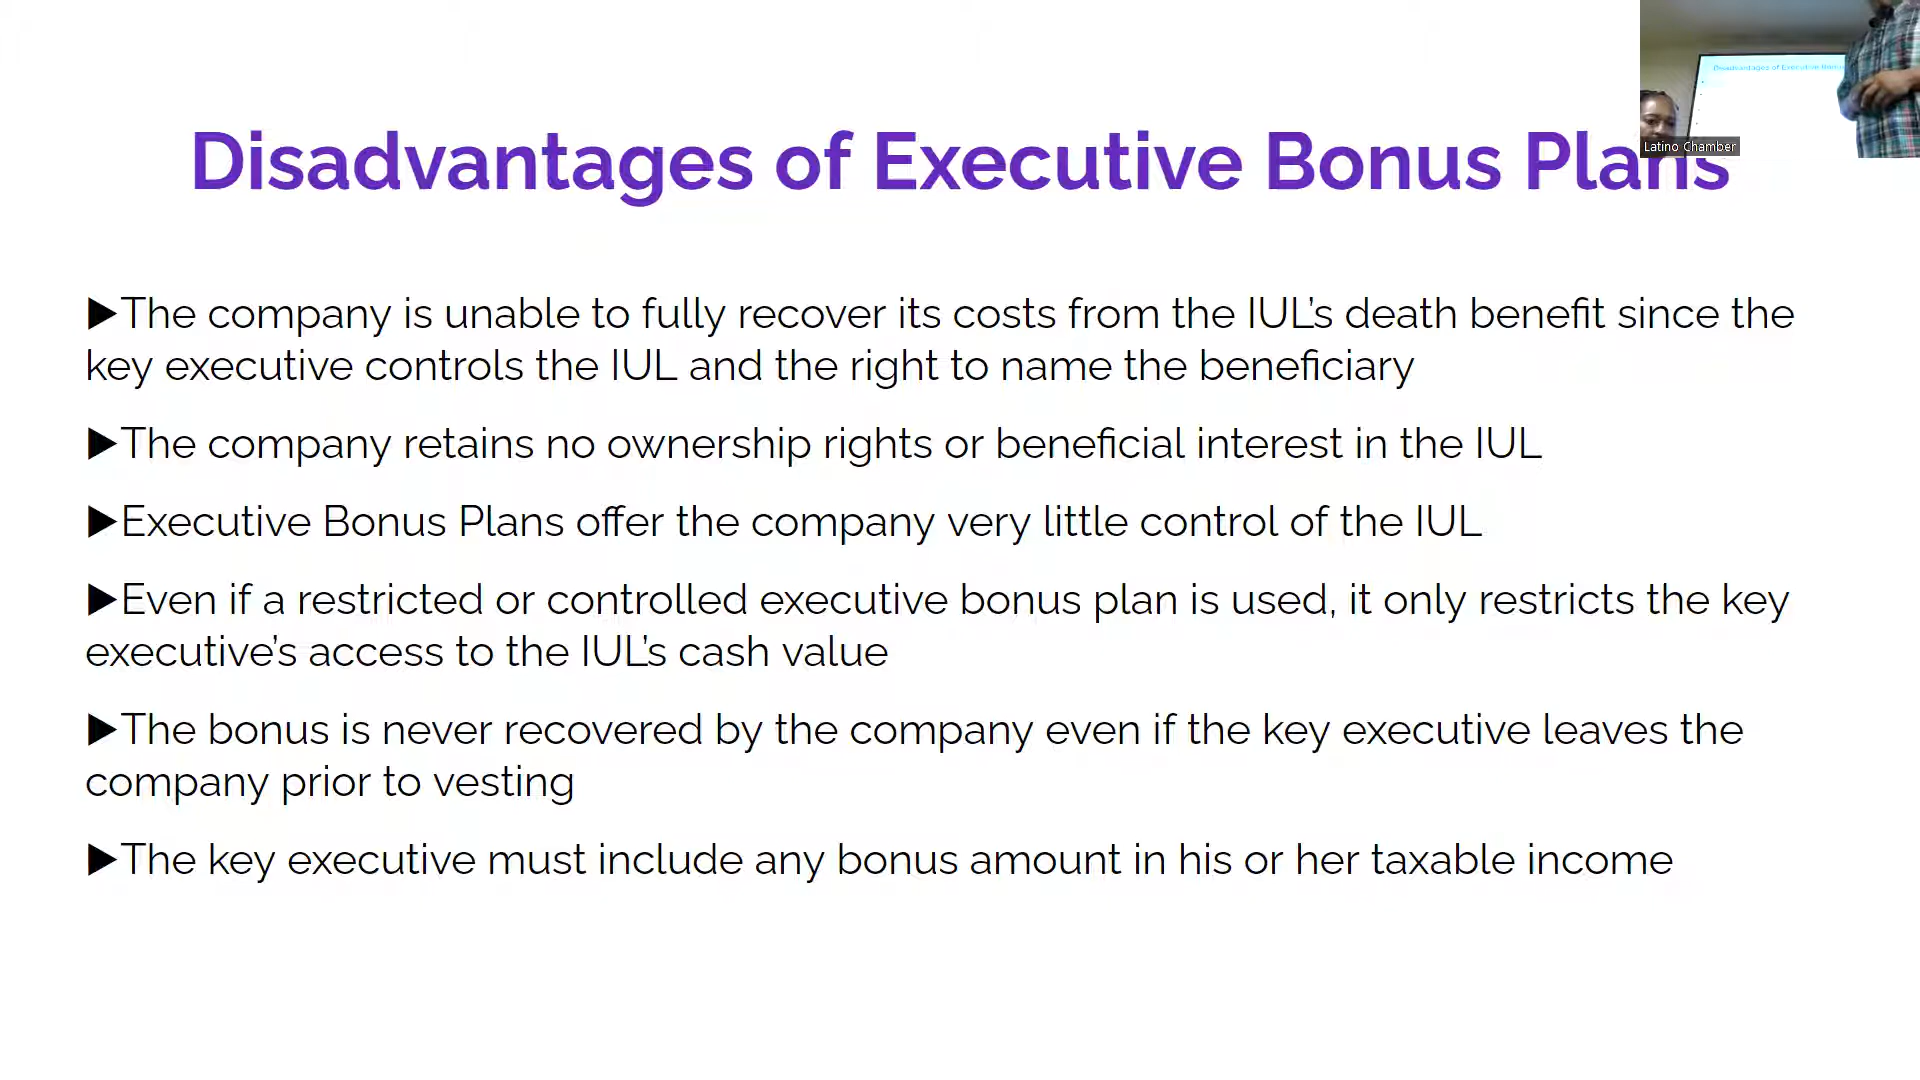 Disadvantages of Executive Bonus Plans
Disadvantages of Executive Bonus
Latino Chamber
▶The company is unable to fully recover its costs from the IUL’s death benefit since the
key executive controls the IUL and the right to name the beneficiary
▶The company retains no ownership rights or beneficial interest in the IUL
▶Executive Bonus Plans offer the company very little control of the IUL
▶Even if a restricted or controlled executive bonus plan is used, it only restricts the key
executive’s access to the IUL’s cash value
▶The bonus is never recovered by the company even if the key executive leaves the
company prior to vesting
▶The key executive must include any bonus amount in his or her taxable income